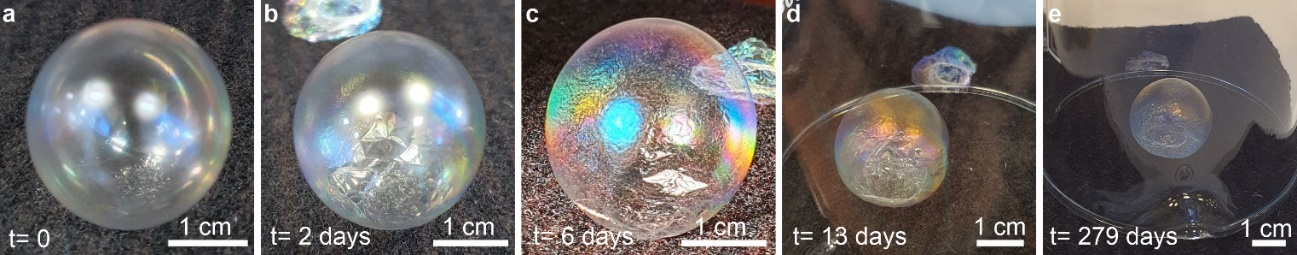 a
1 cm
t= 0
b
1 cm
t= 2 days
c
1 cm
t= 6 days
d
1 cm
t= 13 days
e
1 cm
t= 279 days